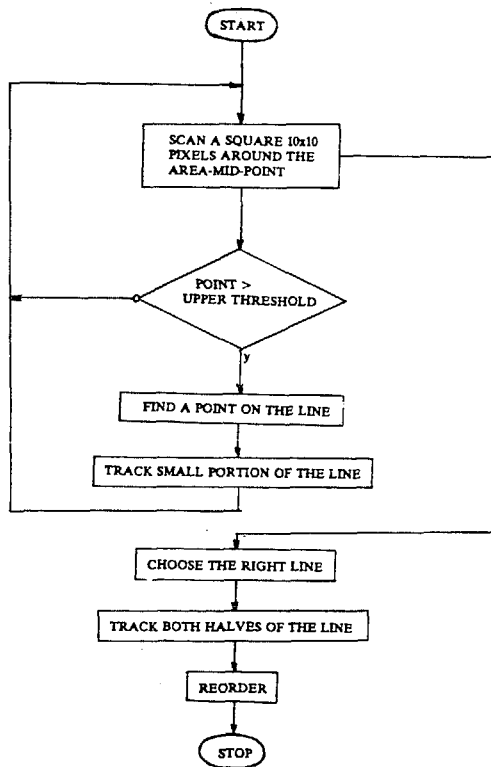 START
SCAN A SQUARE 10x10
PIXELS AROUND THE
AREA-MID-POINT
POINT >
UPPER THRESHOLD
y
FIND A POINT ON THE LINE
TRACK SMALL PORTION OF THE LINE
CHOOSE THE RIGHT LINE
TRACK BOTH HALVES OF THE LINE
REORDER
STOP